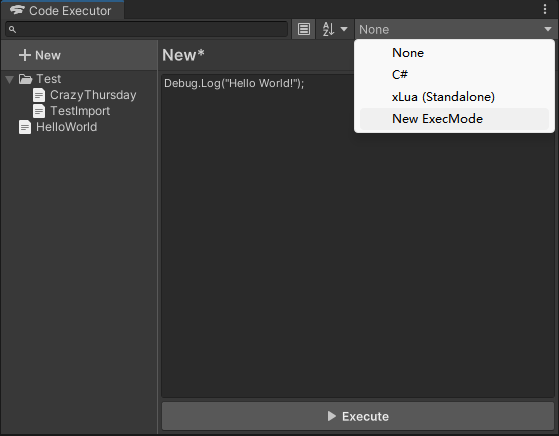 Code Executor
None
New
New*
None
C#
xLua (Standalone)
New ExecMode
Test
CrazyThursday
TestImport
HelloWorld
Debug.Log("Hello World!");
Execute